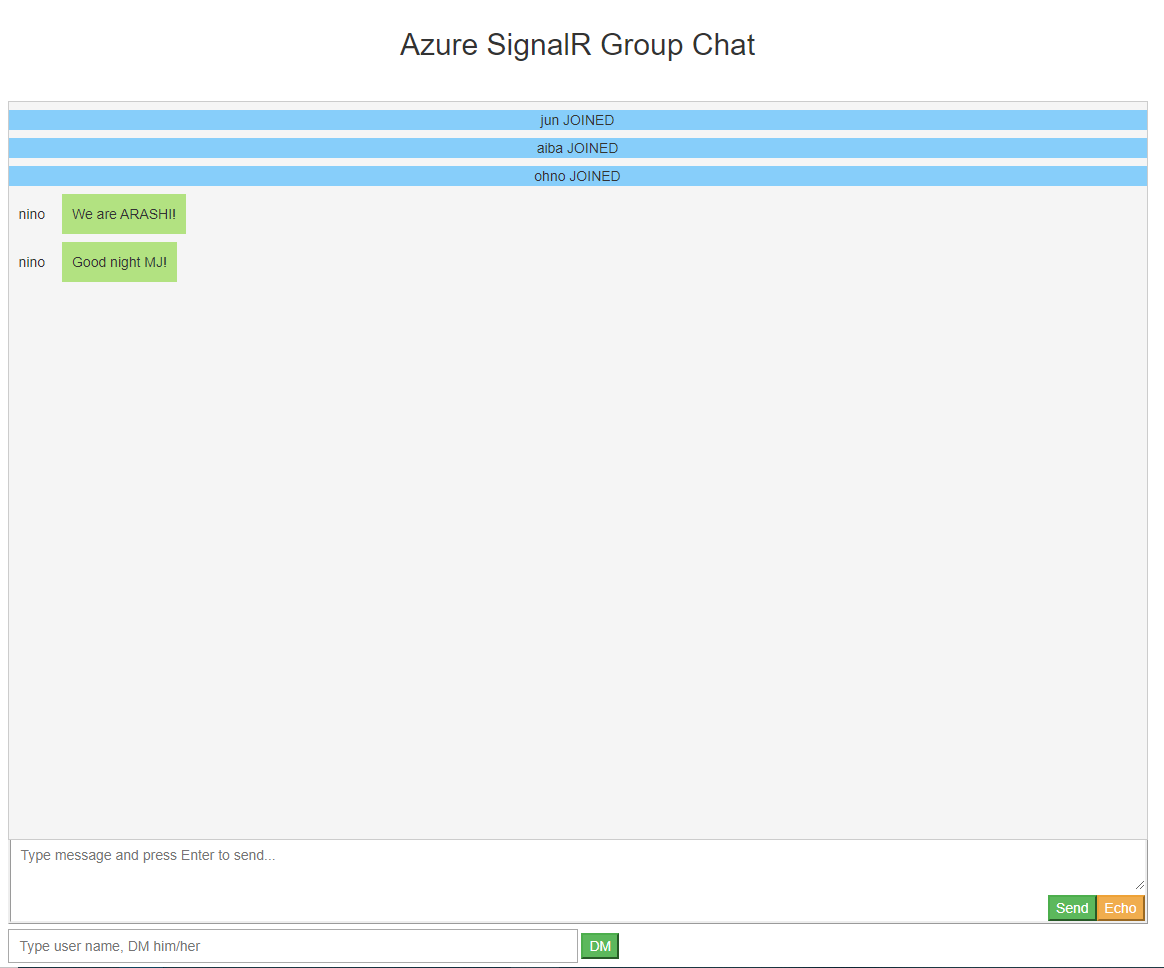 Azure SignalR Group Chat
jun JOINED
aiba JOINED
ohno JOINED
nino We are ARASHI!
nino Good night MJ!
Type message and press Enter to send...
Send Echo
Type user name, DM him/her DM